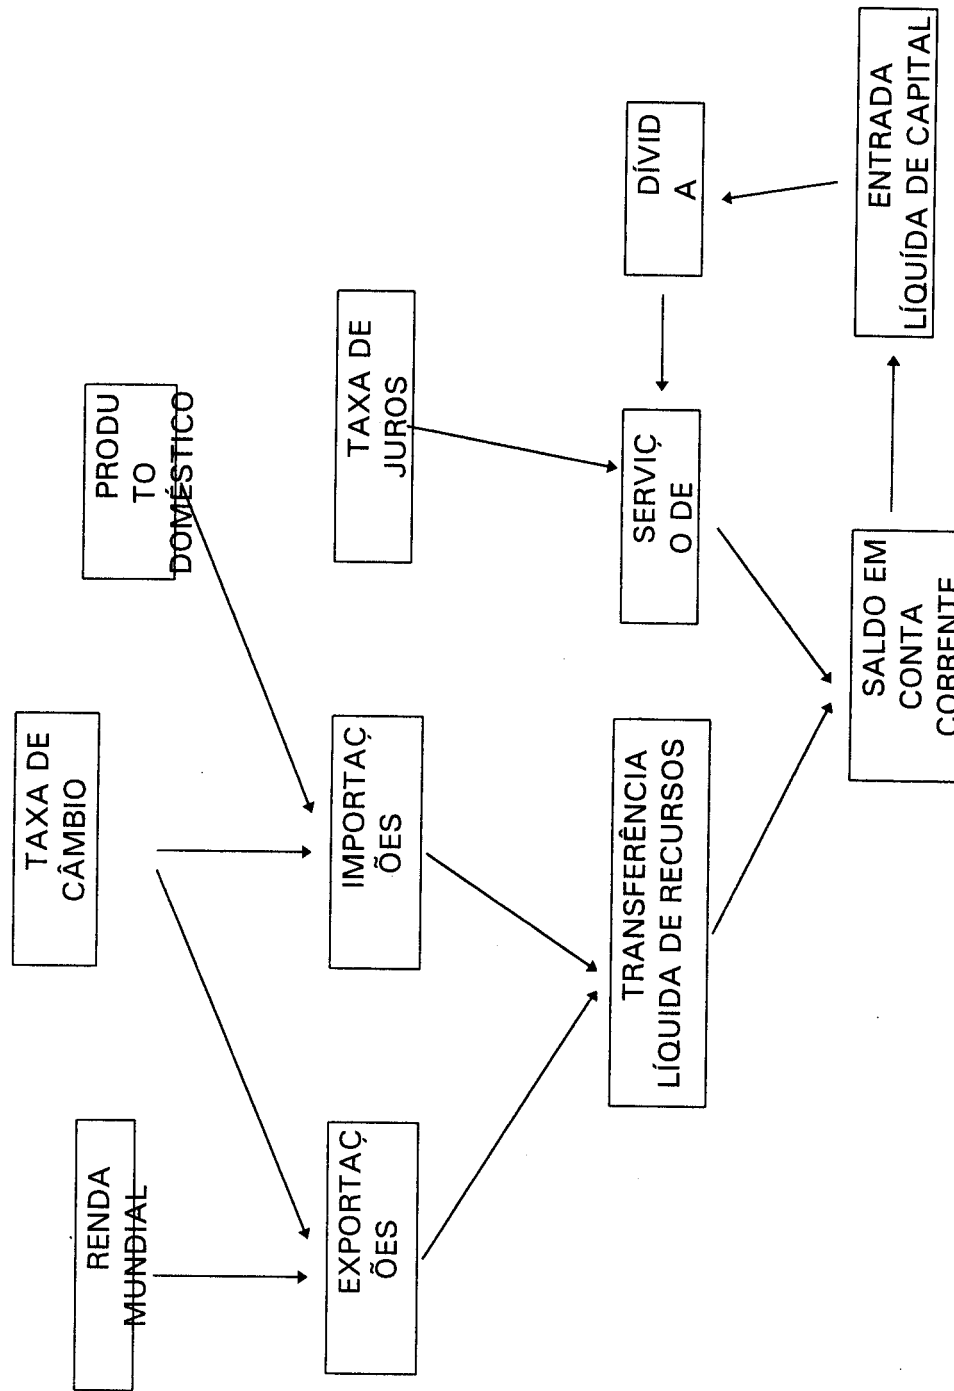 RENDA
MUNDIAL
TAXA DE
CÂMBIO
PRODU
TO
DOMÉSTICO
EXPORTAÇ
ÕES
IMPORTAÇ
ÕES
TAXA DE
JUROS
TRANSFERÊNCIA
LÍQUIDA DE RECURSOS
SERVIÇ
O DE
DÍVID
A
SALDO EM
CONTA
CORRENTE
ENTRADA
LÍQUÍDA DE CAPITAL